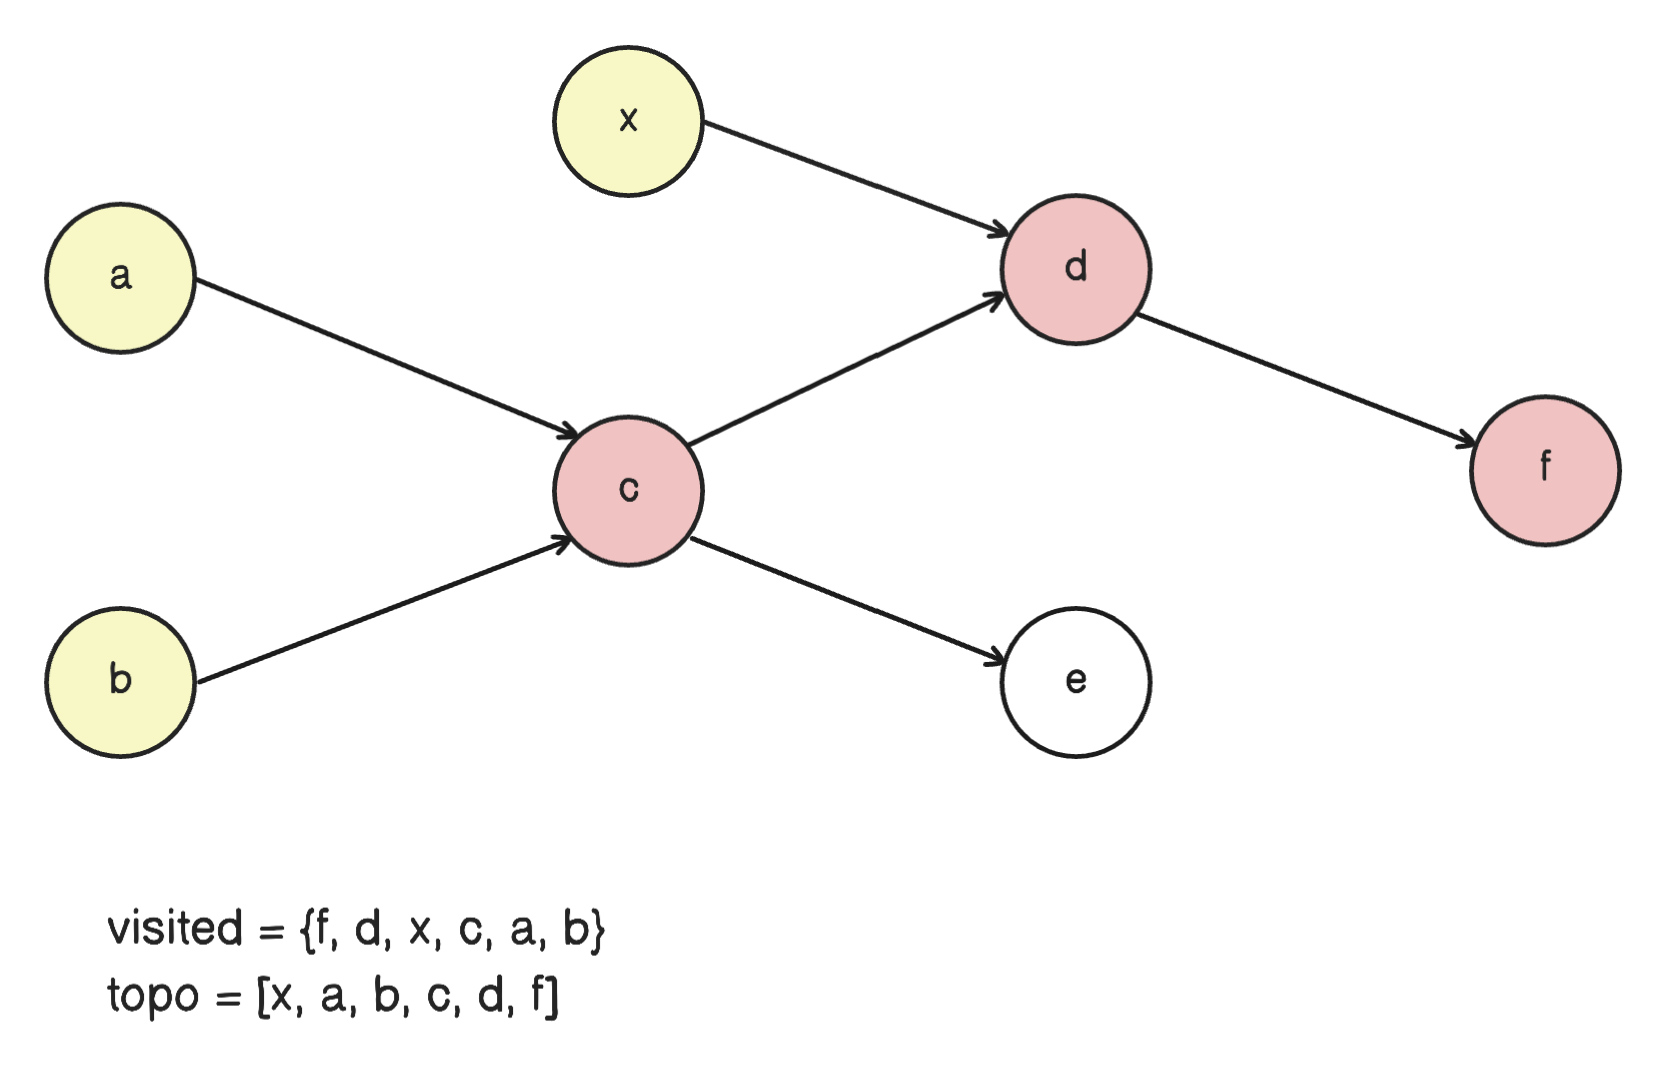 x
a
d
f
c
b
e
visited = {f, d, x, c, a, b}
topo = [x, a, b, c, d, f]